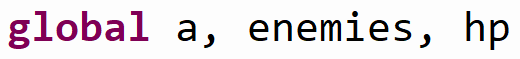 global a, enemies, hp